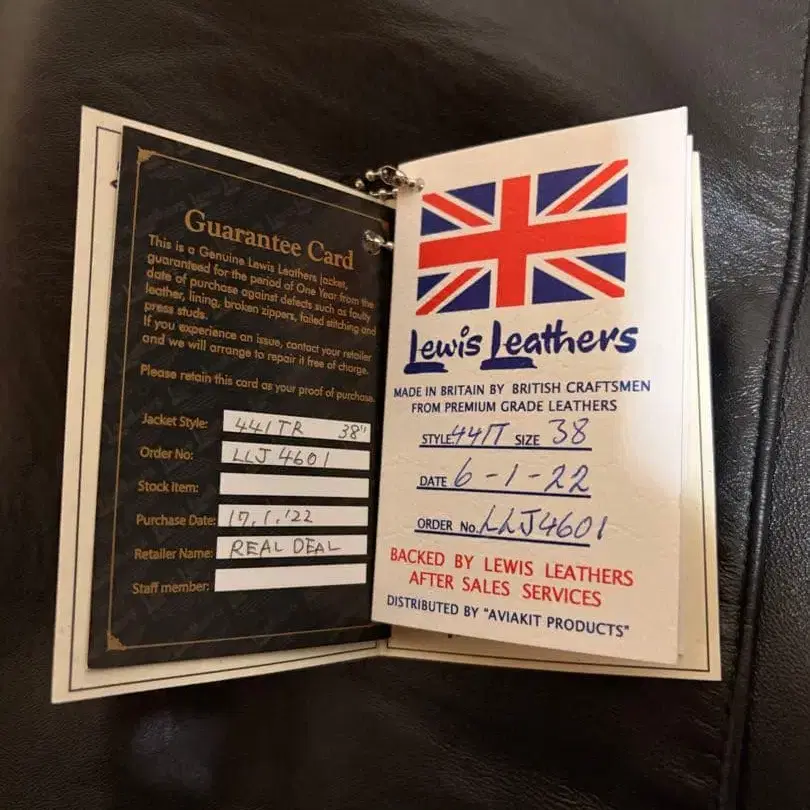 Guarantee Card
This is a Genuine Lewis Leathers Jacket,
guaranteed for the period of One Year from the
date of purchase against defects such as faulty
leather, lining, broken zippers, failed stitching and
press studs.
If you experience an issue, contact your retailer
and we will arrange to repair it free of charge.
Please retain this card as your proof of purchase.
Jacket Style: 441TR 38"
Order No: LLJ 4601
Stock Item:
Purchase Date: 17.1.'22
Retailer Name: REAL DEAL
Staff member:
Lewis Leathers
MADE IN BRITAIN BY BRITISH CRAFTSMEN
FROM PREMIUM GRADE LEATHERS
STYLE 441T SIZE 38
DATE 6-1-22
ORDER No. LLJ4601
BACKED BY LEWIS LEATHERS
AFTER SALES SERVICES
DISTRIBUTED BY "AVIAKIT PRODUCTS"